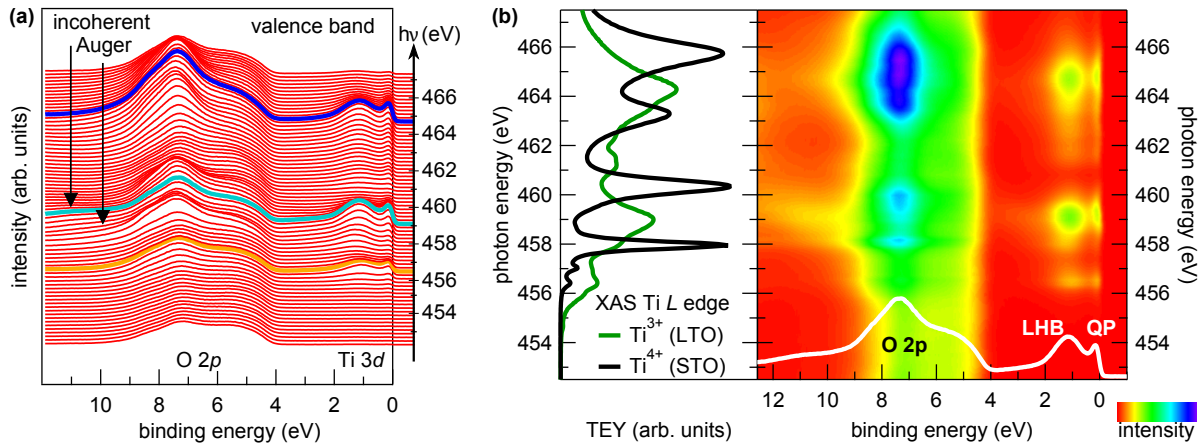 (a)
incoherent
Auger
valence band
hν (eV)
466
464
462
460
458
456
454
intensity (arb. units)
O 2p
Ti 3d
10
8
6
4
2
0
binding energy (eV)
(b)
466
464
462
460
458
456
454
photon energy (eV)
XAS Ti L edge
Ti3+ (LTO)
Ti4+ (STO)
TEY (arb. units)
O 2p
LHB
QP
12
10
8
6
4
2
0
binding energy (eV)
466
464
462
460
458
456
454
photon energy (eV)
intensity